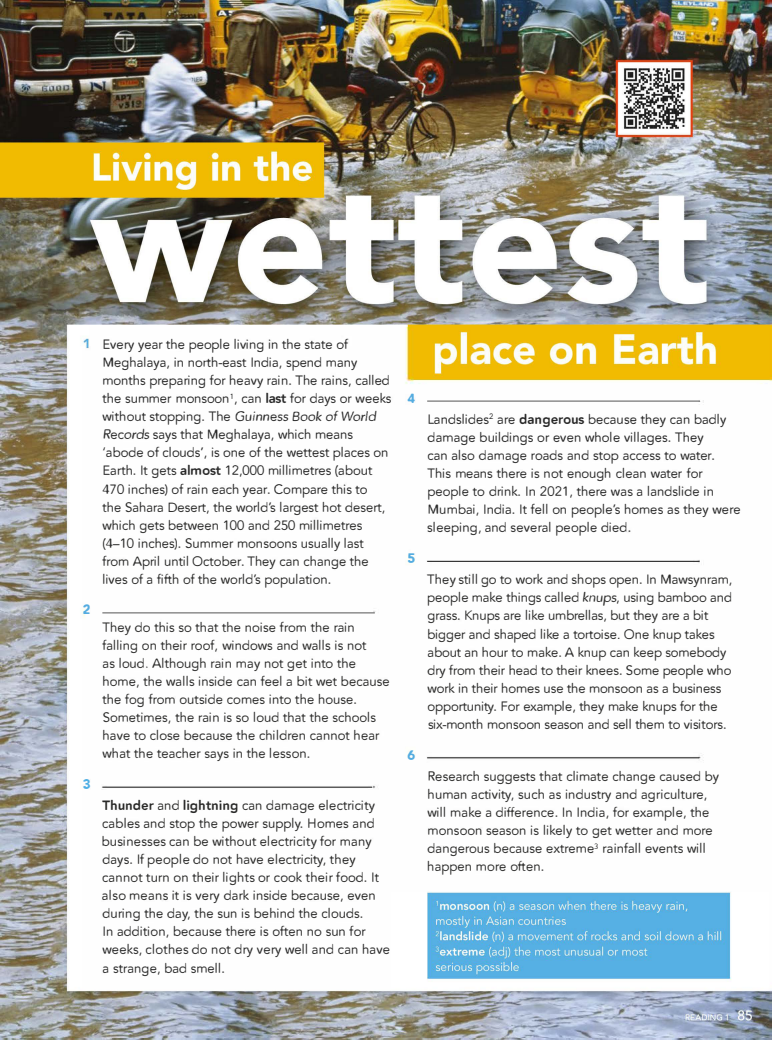 TATA
6000 N
AP7
V312
Living in the
wettest
place on Earth
1 Every year the people living in the state of
Meghalaya, in north-east India, spend many
months preparing for heavy rain. The rains, called
the summer monsoon¹, can last for days or weeks
without stopping. The Guinness Book of World
Records says that Meghalaya, which means
‘abode of clouds’, is one of the wettest places on
Earth. It gets almost 12,000 millimetres (about
470 inches) of rain each year. Compare this to
the Sahara Desert, the world’s largest hot desert,
which gets between 100 and 250 millimetres
(4–10 inches). Summer monsoons usually last
from April until October. They can change the
lives of a fifth of the world’s population.
2 ____________________.
They do this so that the noise from the rain
falling on their roof, windows and walls is not
as loud. Although rain may not get into the
home, the walls inside can feel a bit wet because
the fog from outside comes into the house.
Sometimes, the rain is so loud that the schools
have to close because the children cannot hear
what the teacher says in the lesson.
3 ____________________.
Thunder and lightning can damage electricity
cables and stop the power supply. Homes and
businesses can be without electricity for many
days. If people do not have electricity, they
cannot turn on their lights or cook their food. It
also means it is very dark inside because, even
during the day, the sun is behind the clouds.
In addition, because there is often no sun for
weeks, clothes do not dry very well and can have
a strange, bad smell.
4 ____________________
Landslides² are dangerous because they can badly
damage buildings or even whole villages. They
can also damage roads and stop access to water.
This means there is not enough clean water for
people to drink. In 2021, there was a landslide in
Mumbai, India. It fell on people’s homes as they were
sleeping, and several people died.
5 ____________________
They still go to work and shops open. In Mawsynram,
people make things called knups, using bamboo and
grass. Knups are like umbrellas, but they are a bit
bigger and shaped like a tortoise. One knup takes
about an hour to make. A knup can keep somebody
dry from their head to their knees. Some people who
work in their homes use the monsoon as a business
opportunity. For example, they make knups for the
six-month monsoon season and sell them to visitors.
6 ____________________
Research suggests that climate change caused by
human activity, such as industry and agriculture,
will make a difference. In India, for example, the
monsoon season is likely to get wetter and more
dangerous because extreme³ rainfall events will
happen more often.
¹monsoon (n) a season when there is heavy rain,
mostly in Asian countries
²landslide (n) a movement of rocks and soil down a hill
³extreme (adj) the most unusual or most
serious possible
READING 1 85